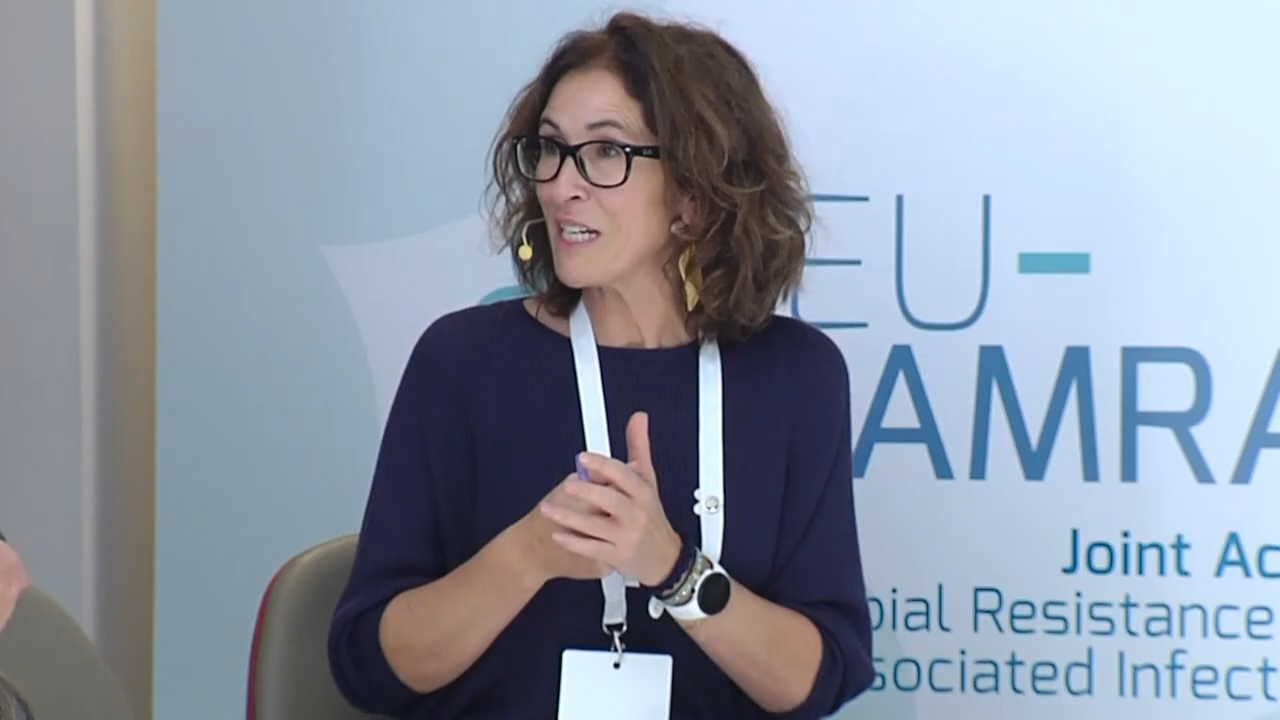 EU-
AMRA
Joint Ac
bial Resistance
sociated Infect